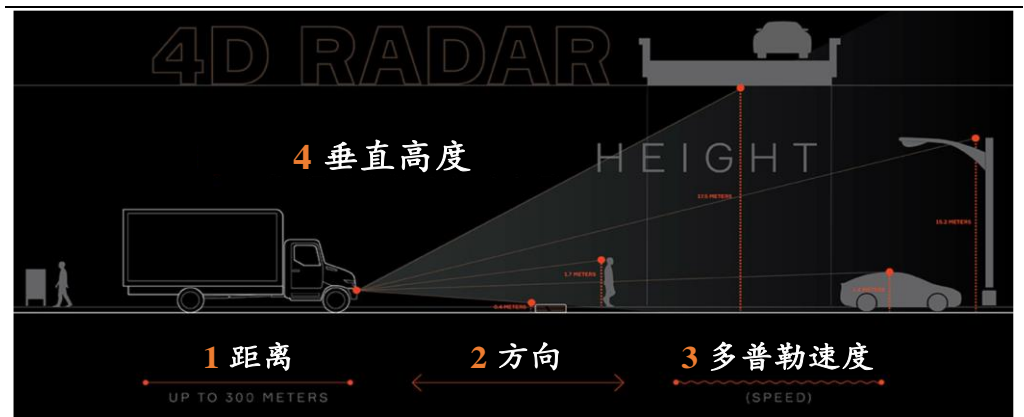 4D RADAR
4 垂直高度
HEIGHT
1.7 METERS
15.2 METERS
0.4 METERS
1 距离
2 方向
3 多普勒速度
UP TO 300 METERS
(SPEED)